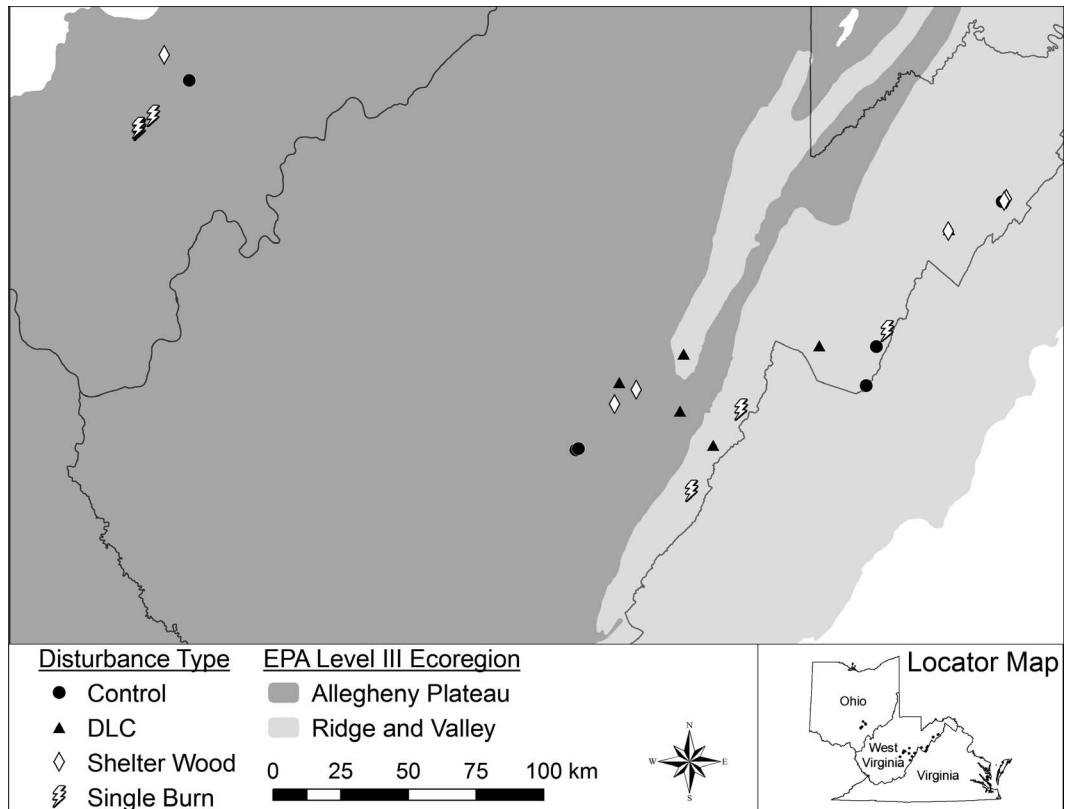 Disturbance Type
Control
DLC
Shelter Wood
Single Burn
EPA Level III Ecoregion
Allegheny Plateau
Ridge and Valley
0 25 50 75 100 km
N
W E
S
Locator Map
Ohio
West
Virginia
Virginia